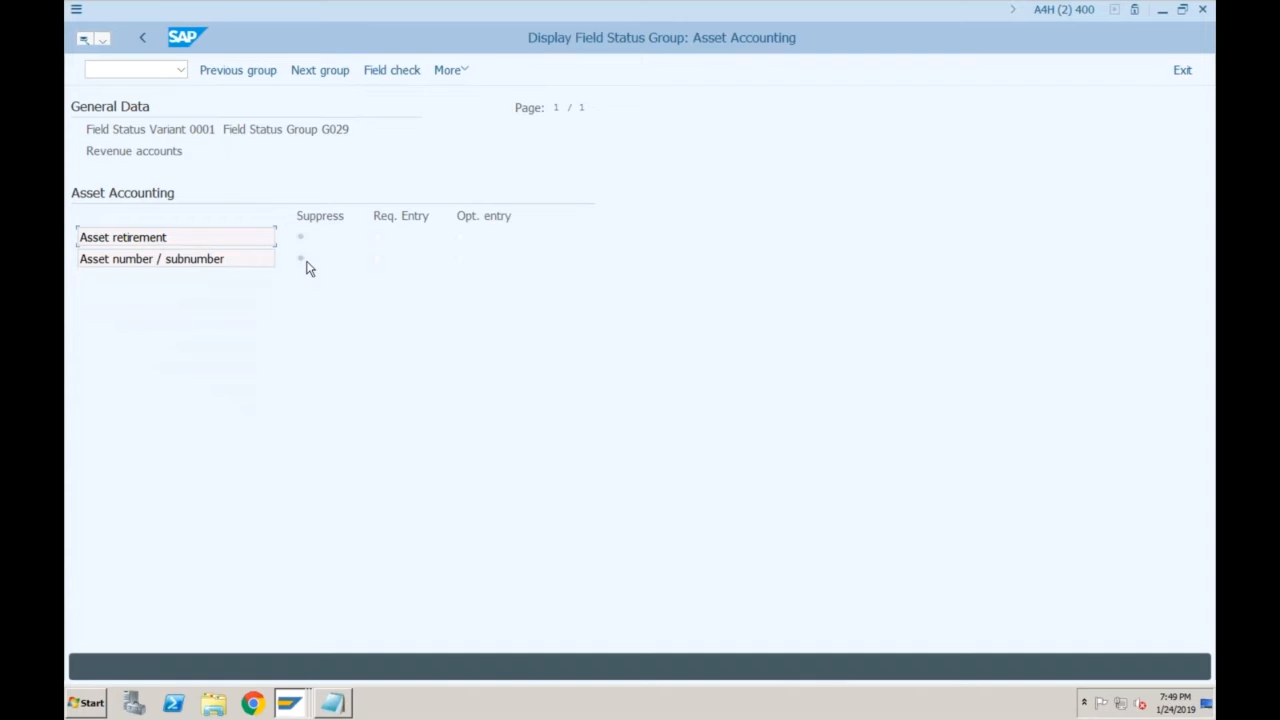 A4H (2) 400
SAP
Display Field Status Group: Asset Accounting
Previous group Next group Field check More Exit
General Data
Page: 1 / 1
Field Status Variant 0001 Field Status Group G029
Revenue accounts
Asset Accounting
Suppress Req. Entry Opt. entry
Asset retirement
Asset number / subnumber
Start
7:49 PM
1/24/2019